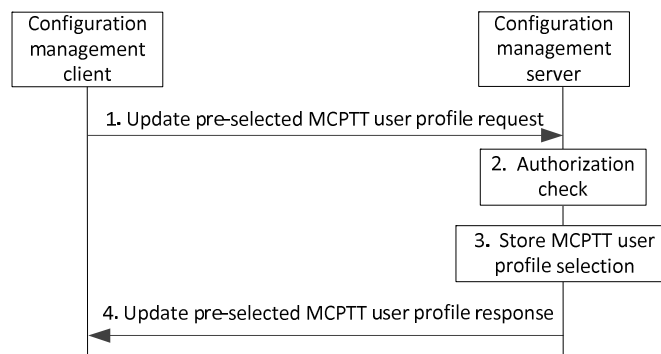 Configuration
management
client
Configuration
management
server
1. Update pre-selected MCPTT user profile request
2. Authorization
check
3. Store MCPTT user
profile selection
4. Update pre-selected MCPTT user profile response